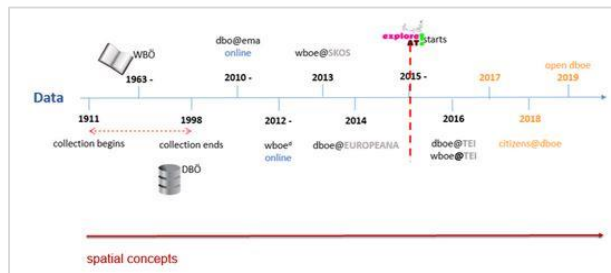 WBÖ
dbo@ema
online
wboe@SKOS
exploreAT
starts
open dboe
1963 -
2010 -
2013
2015 -
2017
2019
Data
1911
1998
2012 -
2014
2016
2018
collection begins
collection ends
wboe
online
dboe@EUROPEANA
dboe@TEI
wboe@TEI
citizens@dboe
DBÖ
spatial concepts